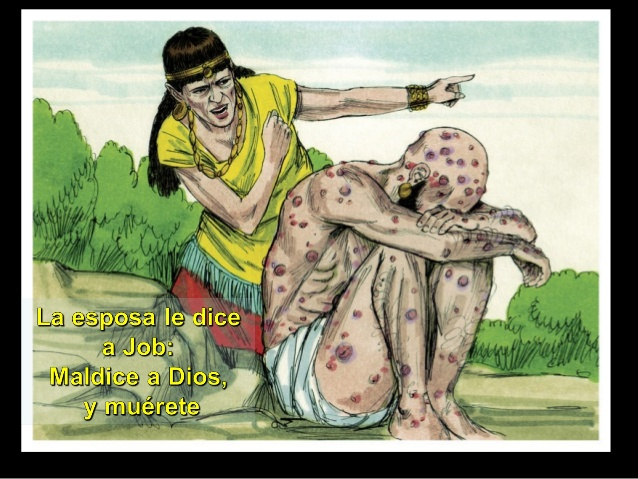 La esposa le dice
a Job:
Maldice a Dios,
y muérete